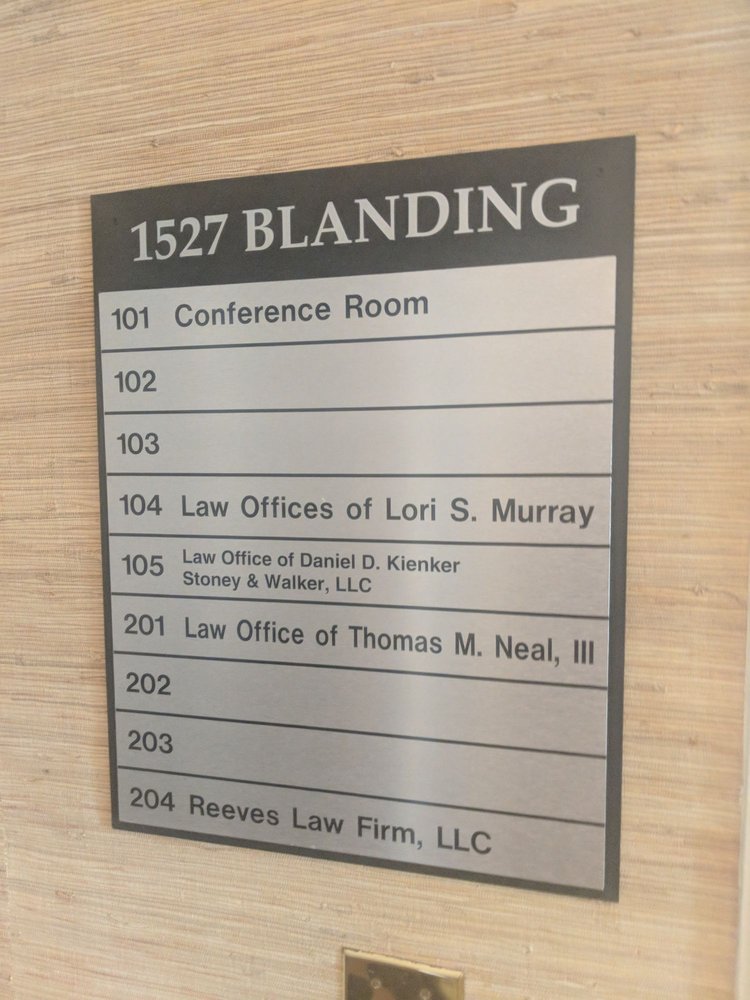 1527 BLANDING
101 Conference Room
102
103
104 Law Offices of Lori S. Murray
105 Law Office of Daniel D. Kienker
Stoney & Walker, LLC
201 Law Office of Thomas M. Neal, III
202
203
204 Reeves Law Firm, LLC